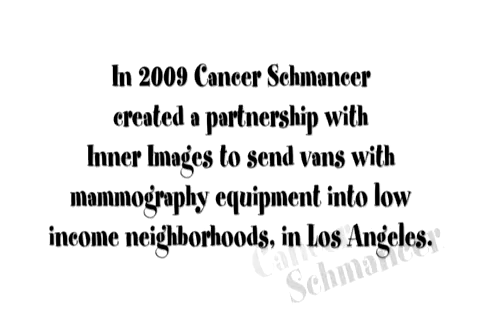 In 2009 Cancer Schmancer
created a partnership with
Inner Images to send vans with
mammography equipment into low
income neighborhoods, in Los Angeles.
Cancer
Schmancer